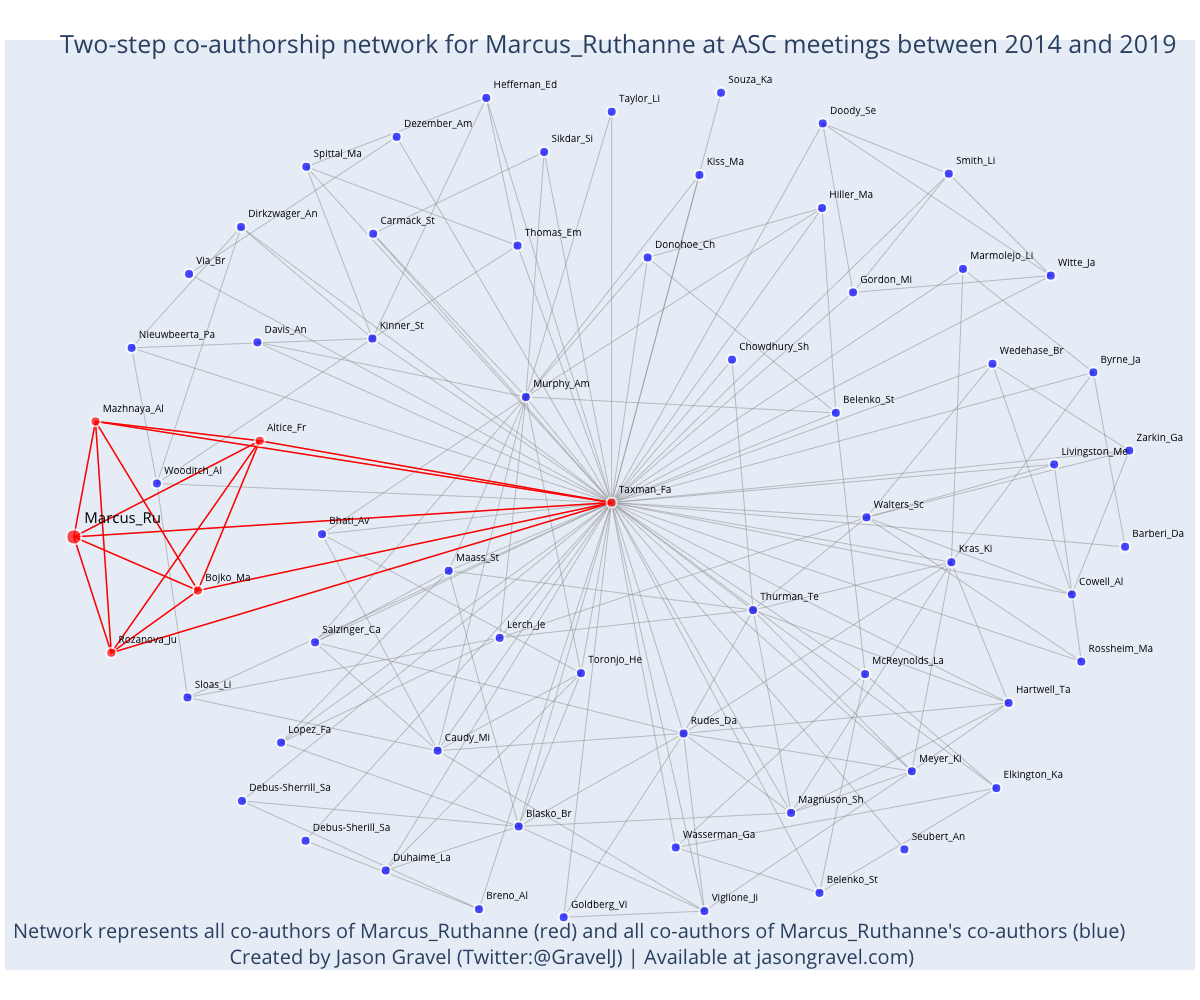 Two-step co-authorship network for Marcus_Ruthanne at ASC meetings between 2014 and 2019
Souza_Ka
Heffernan_Ed
Taylor_Li
Doody_Se
Dezember_Am
Sikdar_Si
Spittal_Ma
Kiss_Ma
Smith_Li
Hiller_Ma
Dirkzwager_An
Carmack_St
Thomas_Em
Donohoe_Ch
Marmolejo_Li
Via_Br
Witte_Ja
Gordon_Mi
Nieuwbeerta_Pa
Davis_An
Kinner_St
Chowdhury_Sh
Wedehase_Br
Byrne_Ja
Murphy_Am
Belenko_St
Mazhnaya_Al
Altice_Fr
Zarkin_Ga
Livingston_Me
Wooditch_Al
Taxman_Fa
Walters_Sc
Marcus_Ru
Bhati_Av
Barberi_Da
Kras_Ki
Maass_St
Bojko_Ma
Cowell_Al
Thurman_Te
Lerch_Je
Salzinger_Ca
Rozanova_Ju
Rossheim_Ma
Toronjo_He
McReynolds_La
Sloas_Li
Hartwell_Ta
Rudes_Da
Lopez_Fa
Caudy_Mi
Meyer_Ki
Elkington_Ka
Debus-Sherrill_Sa
Magnuson_Sh
Blasko_Br
Debus-Sherill_Sa
Wasserman_Ga
Seubert_An
Duhaime_La
Belenko_St
Breno_Al
Goldberg_Vi
Viglione_Ji
Network represents all co-authors of Marcus_Ruthanne (red) and all co-authors of Marcus_Ruthanne's co-authors (blue)
Created by Jason Gravel (Twitter:@GravelJ) | Available at jasongravel.com)